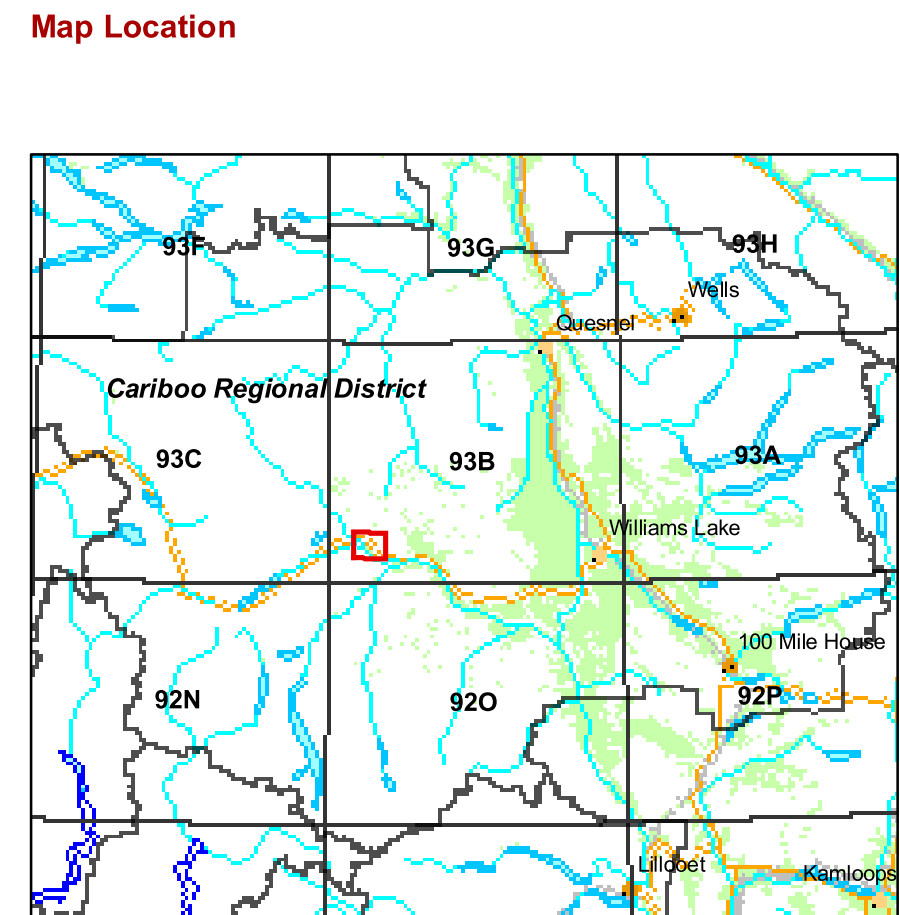 Map Location
93F
93G
93H
Wells
Quesnel
Cariboo Regional District
93C
93B
93A
Williams Lake
100 Mile House
92N
92O
92P
Lillooet
Kamloops